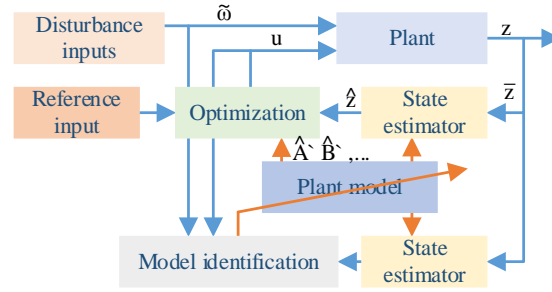 Disturbance
inputs
ω̃
u
Plant
z
Reference
input
Optimization
ẑ
State
estimator
z̅
Â` B̂` ,...
Plant model
Model identification
State
estimator